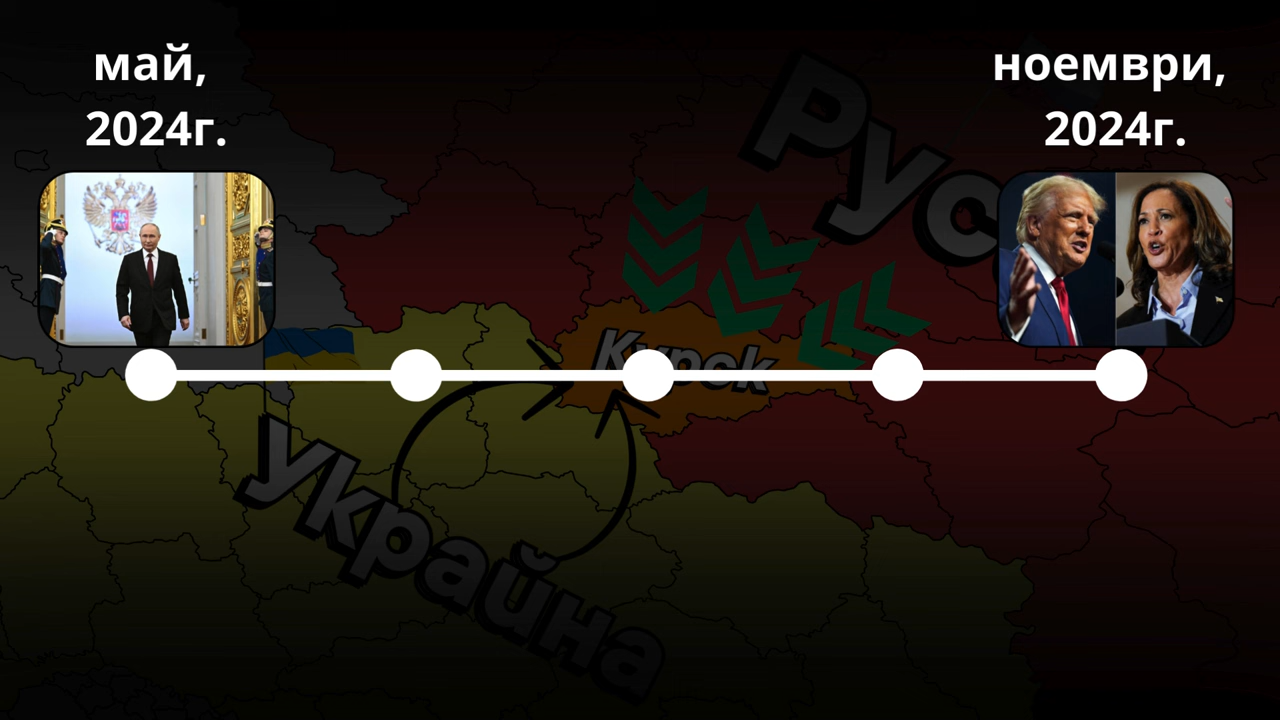 май,
2024г.
ноември,
2024г.
Рус
Курск
Украйна